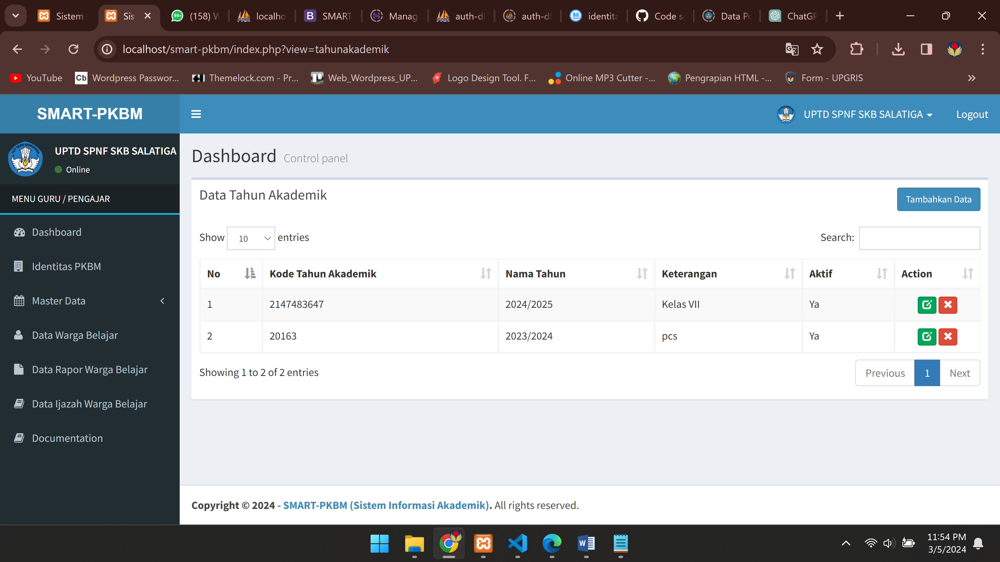 Sistem
Sis
(158) W
localho
SMART
Manag
auth-d
auth-d
identita
Code s
Data Po
ChatGP
localhost/smart-pkbm/index.php?view=tahunakademik
YouTube
Cb Wordpress Passwor...
Themelock.com - Pr...
Web_Wordpress_UP...
Logo Design Tool. F...
Online MP3 Cutter -...
Pengrapian HTML -...
Form - UPGRIS
SMART-PKBM
UPTD SPNF SKB SALATIGA
Logout
TUT WURI HANDAYANI
UPTD SPNF SKB SALATIGA
Online
MENU GURU / PENGAJAR
Dashboard
Identitas PKBM
Master Data
Data Warga Belajar
Data Rapor Warga Belajar
Data Ijazah Warga Belajar
Documentation
Dashboard Control panel
Data Tahun Akademik
Tambahkan Data
Show 10 entries
Search:
No Kode Tahun Akademik Nama Tahun Keterangan Aktif Action
1 2147483647 2024/2025 Kelas VII Ya
2 20163 2023/2024 pcs Ya
Showing 1 to 2 of 2 entries
Previous 1 Next
Copyright © 2024 - SMART-PKBM (Sistem Informasi Akademik). All rights reserved.
11:54 PM
3/5/2024